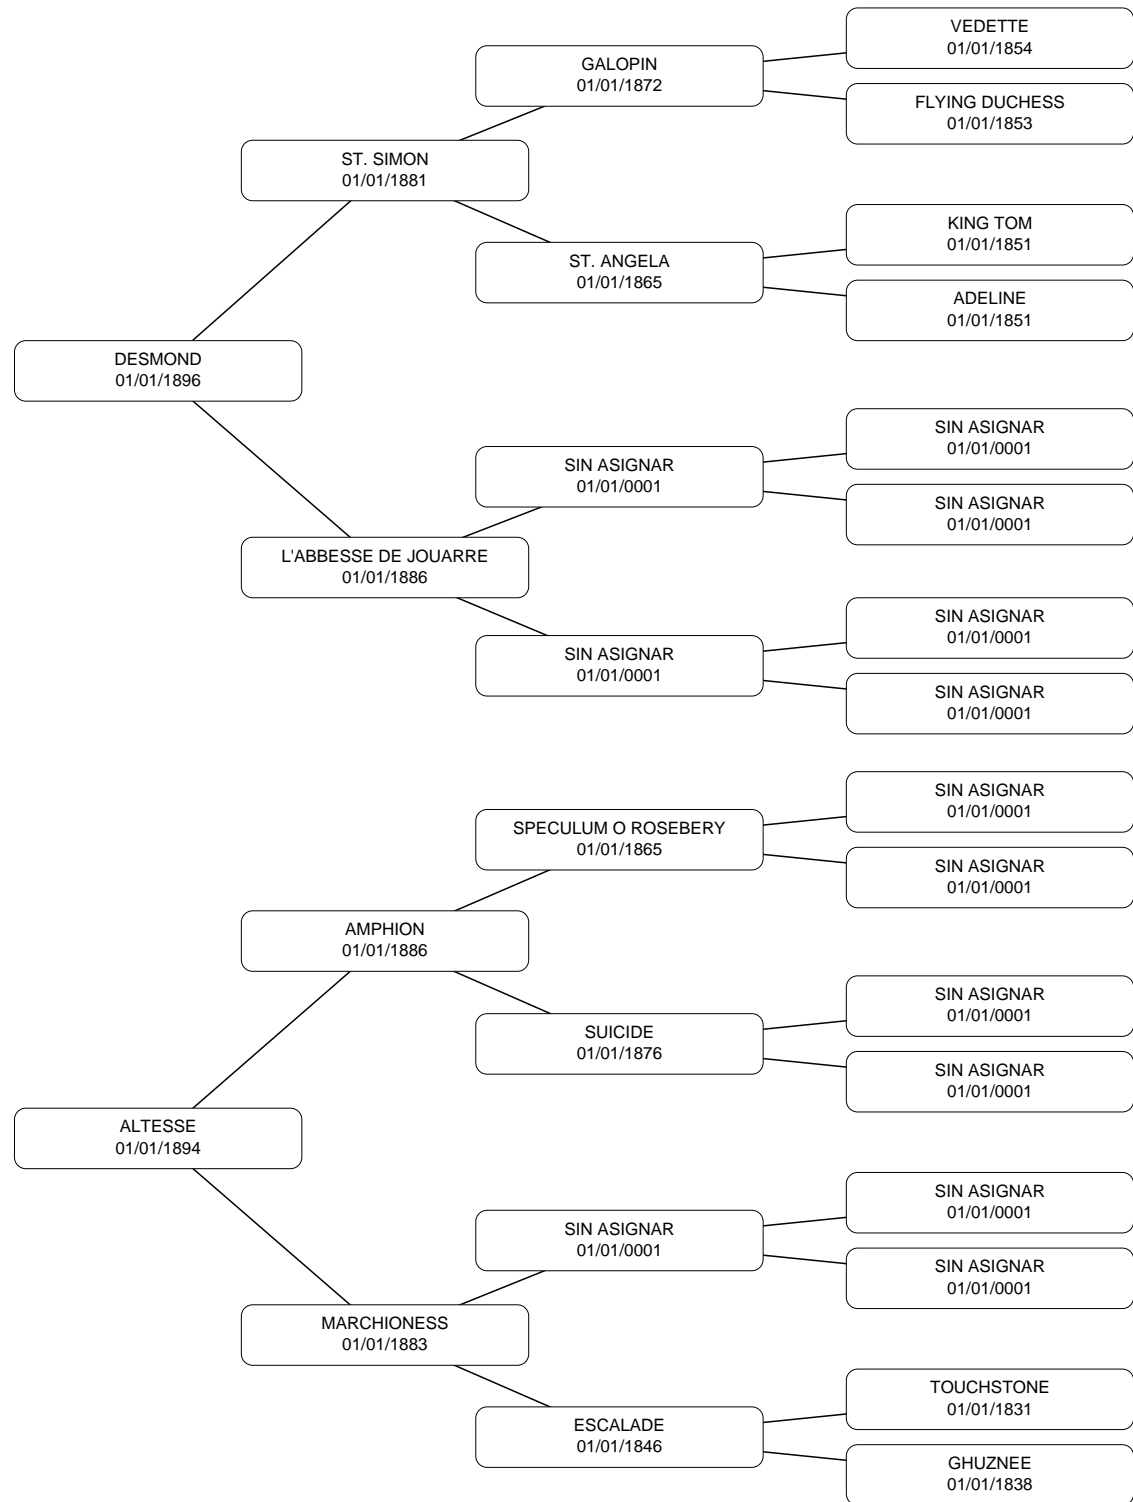 VEDETTE
01/01/1854
GALOPIN
01/01/1872
FLYING DUCHESS
01/01/1853
ST. SIMON
01/01/1881
KING TOM
01/01/1851
ST. ANGELA
01/01/1865
ADELINE
01/01/1851
DESMOND
01/01/1896
SIN ASIGNAR
01/01/0001
SIN ASIGNAR
01/01/0001
SIN ASIGNAR
01/01/0001
L'ABBESSE DE JOUARRE
01/01/1886
SIN ASIGNAR
01/01/0001
SIN ASIGNAR
01/01/0001
SIN ASIGNAR
01/01/0001
SIN ASIGNAR
01/01/0001
SPECULUM O ROSEBERY
01/01/1865
SIN ASIGNAR
01/01/0001
AMPHION
01/01/1886
SIN ASIGNAR
01/01/0001
SUICIDE
01/01/1876
SIN ASIGNAR
01/01/0001
ALTESSE
01/01/1894
SIN ASIGNAR
01/01/0001
SIN ASIGNAR
01/01/0001
SIN ASIGNAR
01/01/0001
MARCHIONESS
01/01/1883
TOUCHSTONE
01/01/1831
ESCALADE
01/01/1846
GHUZNEE
01/01/1838